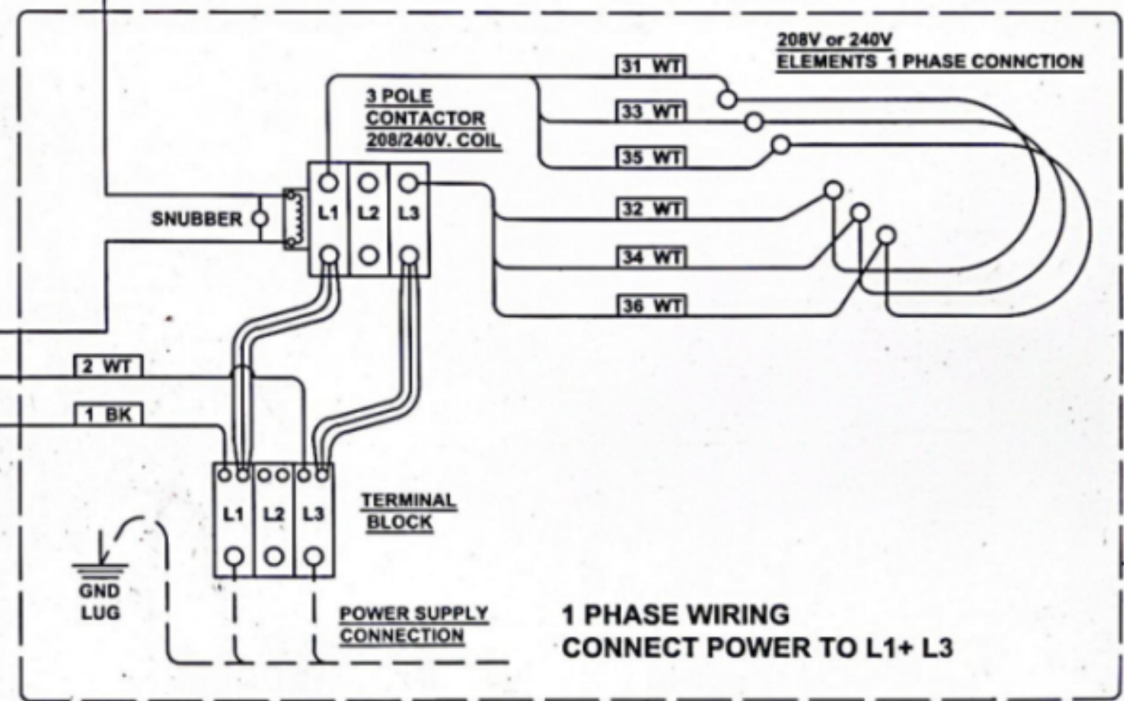 208V or 240V
ELEMENTS 1 PHASE CONNCTION
31 WT
33 WT
35 WT
32 WT
34 WT
36 WT
3 POLE
CONTACTOR
208/240V. COIL
SNUBBER
L1 L2 L3
2 WT
1 BK
L1 L2 L3
TERMINAL
BLOCK
GND
LUG
POWER SUPPLY
CONNECTION
1 PHASE WIRING
CONNECT POWER TO L1+ L3